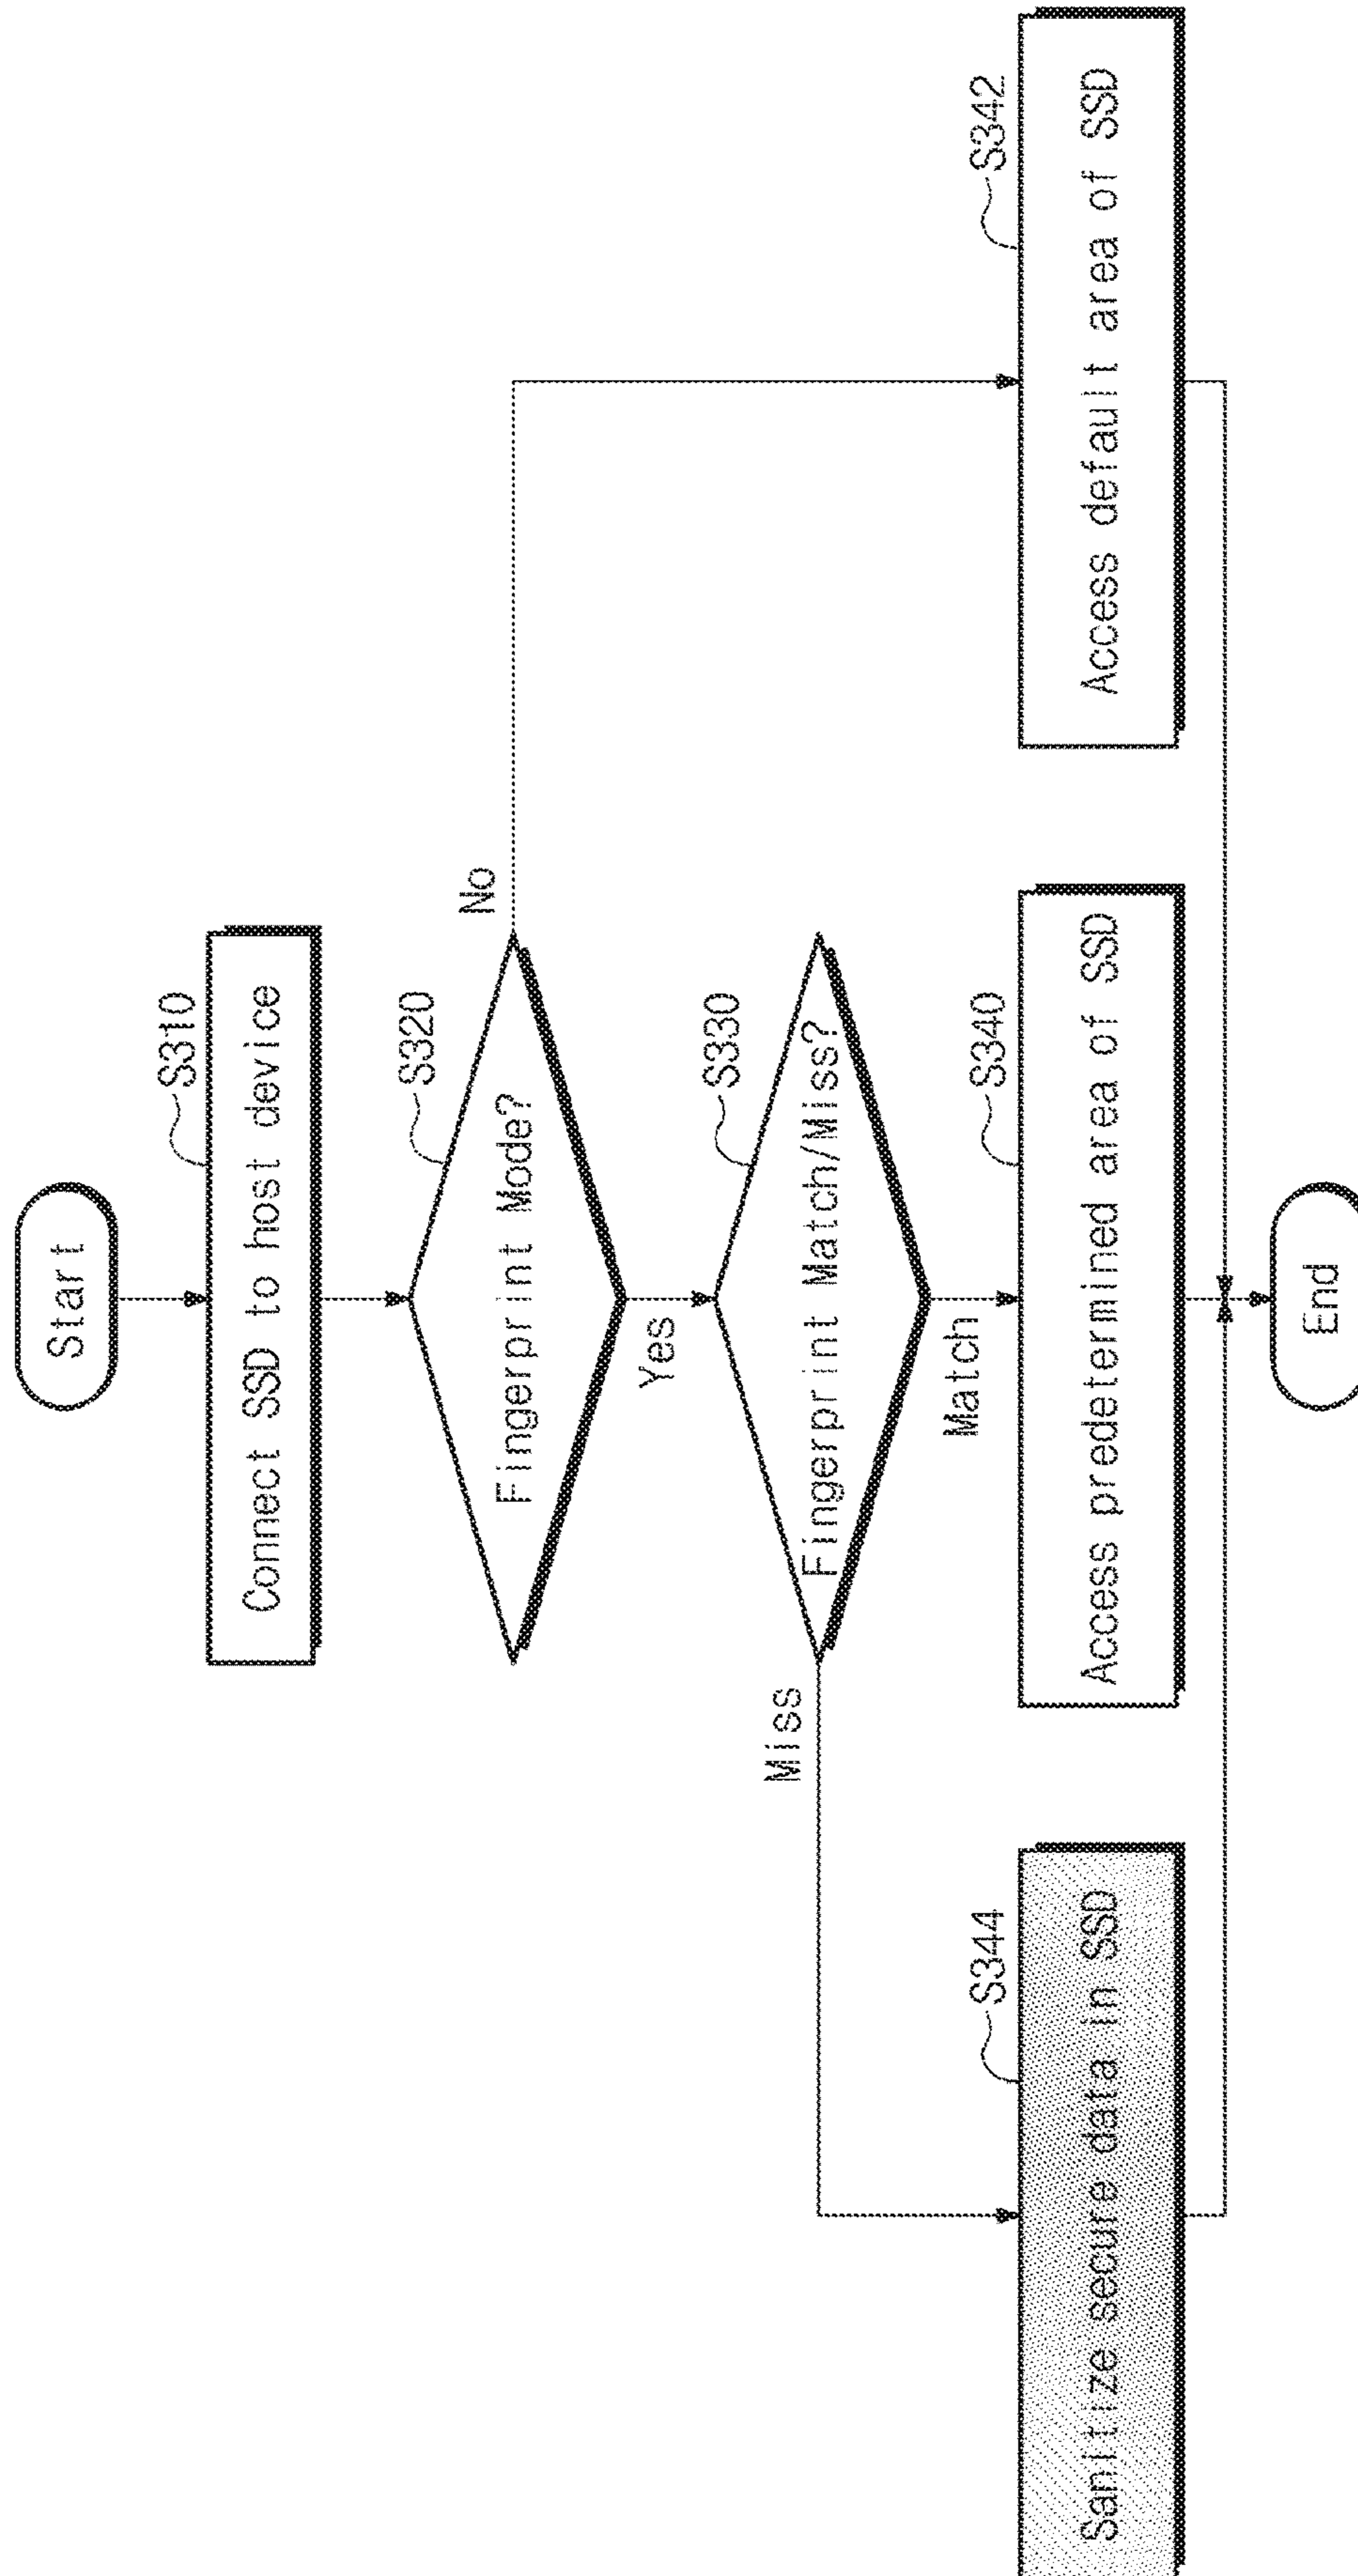 Start
S310
Connect SSD to host device
S320
Fingerprint Mode?
No
Yes
S330
Fingerprint Match/Miss?
Miss
Match
S344
Sanitize secure data in SSD
S340
Access predetermined area of SSD
S342
Access default area of SSD
End